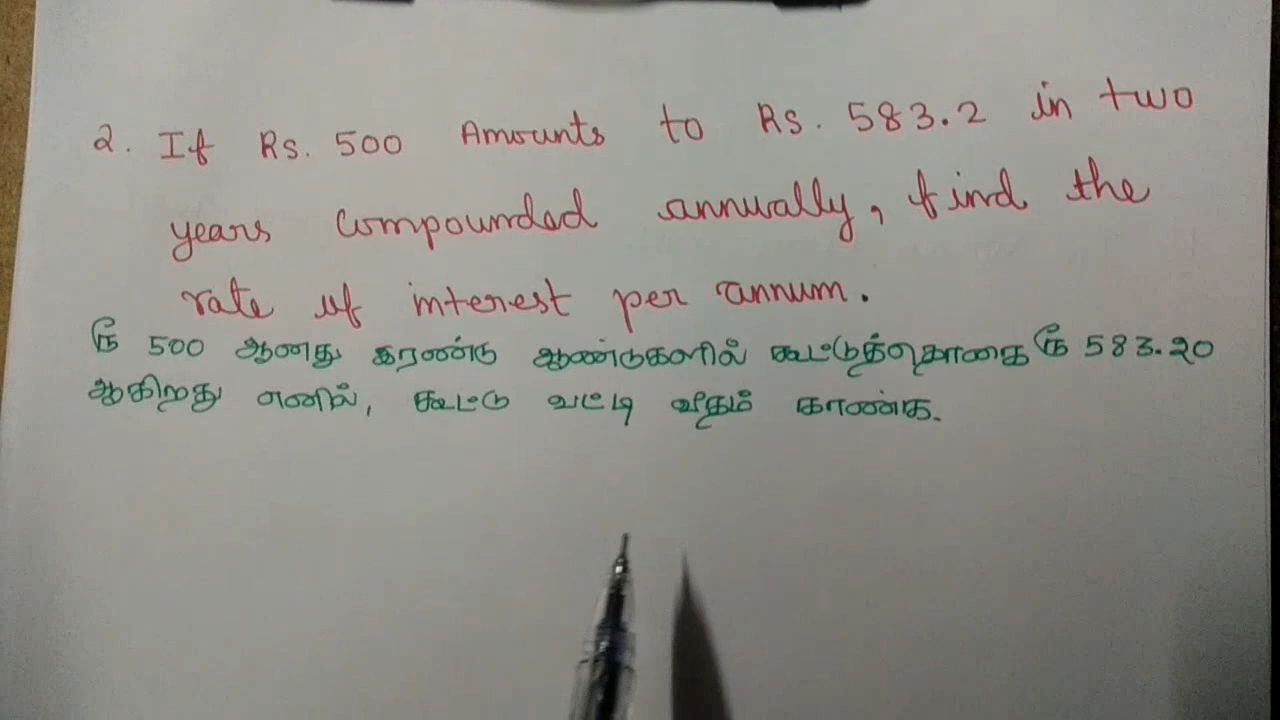 2. If Rs. 500 Amounts to Rs. 583.2 in two
years compounded annually, find the
rate of interest per annum.
ரூ 500 ஆனது இரண்டு ஆண்டுகளில் கூட்டுத்தொகை ரூ 583.20
ஆகிறது எனில், கூட்டு வட்டி வீதம் காண்க.